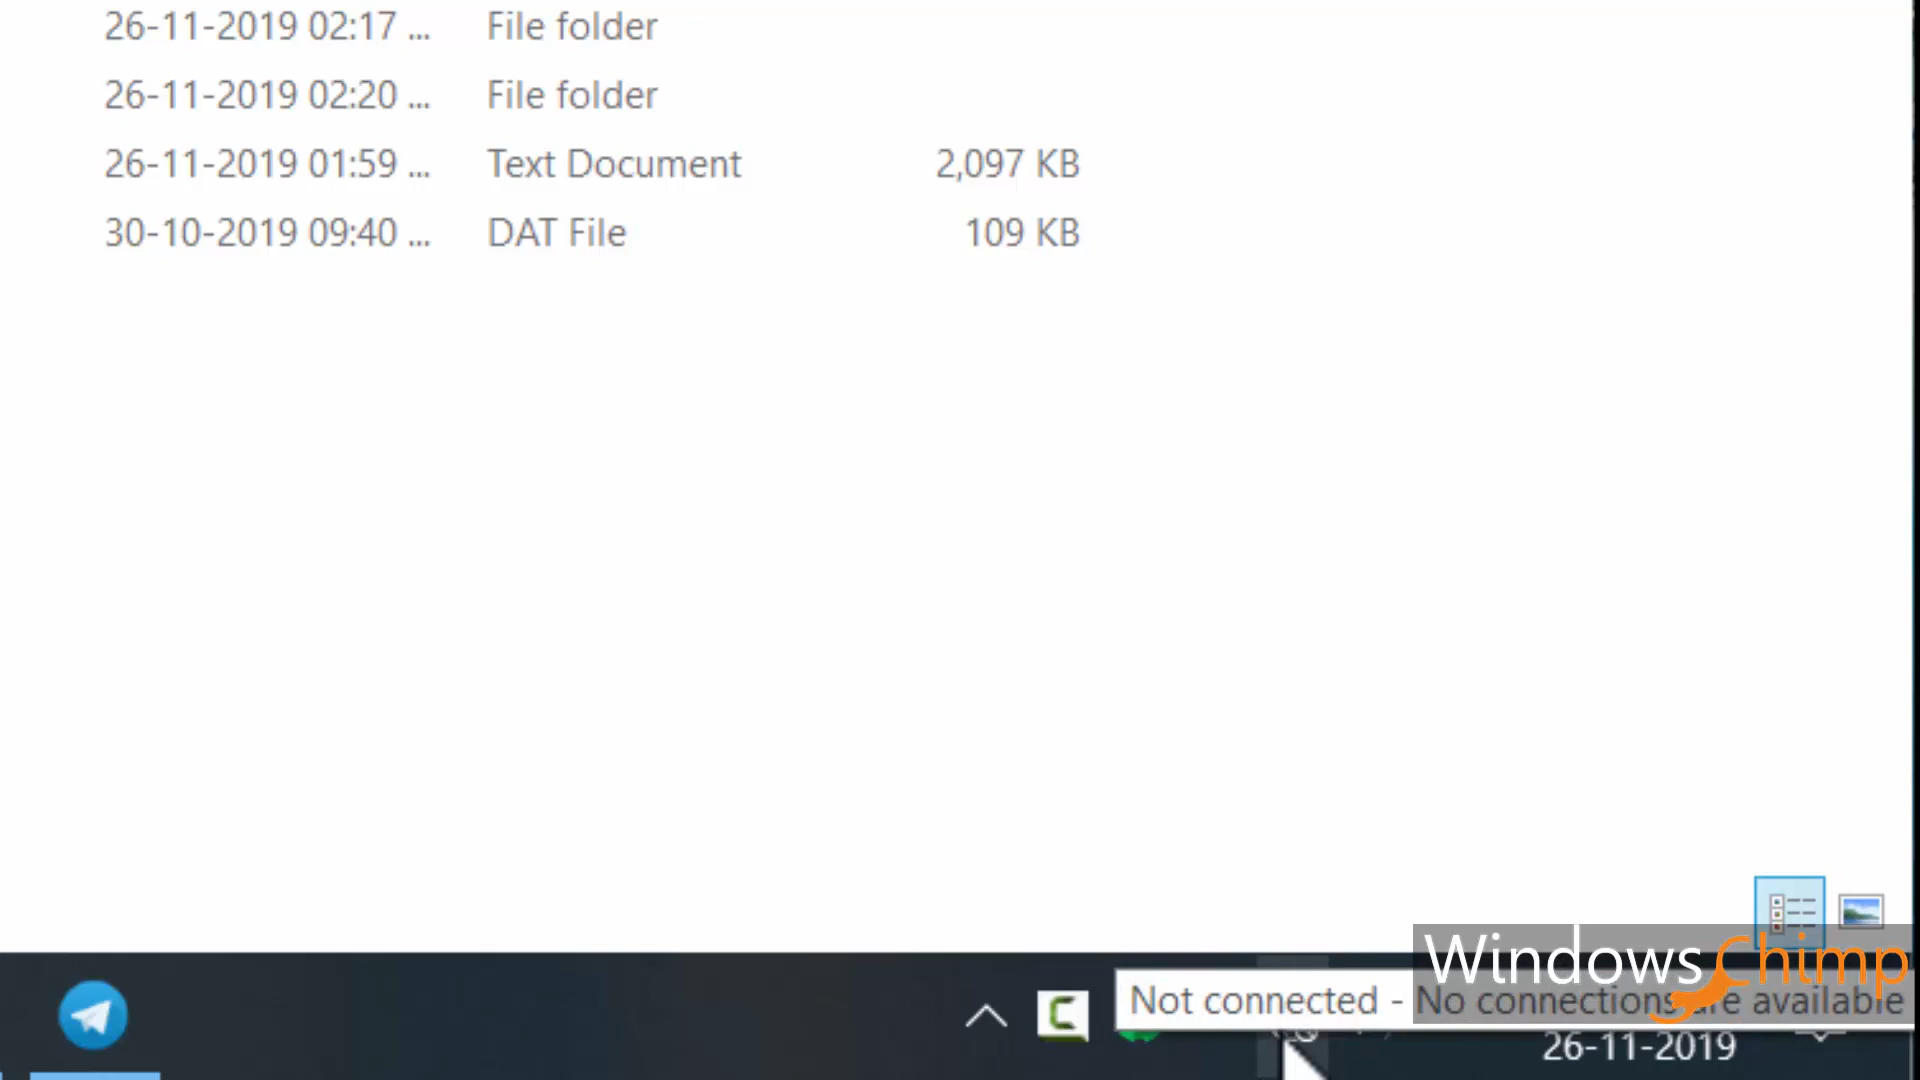 26-11-2019 02:17 ... File folder
26-11-2019 02:20 ... File folder
26-11-2019 01:59 ... Text Document 2,097 KB
30-10-2019 09:40 ... DAT File 109 KB
WindowsChimp
Not connected - No connections are available
26-11-2019